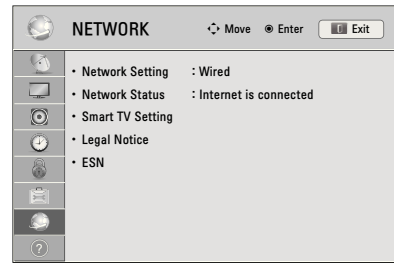 NETWORK Move Enter Exit
• Network Setting : Wired
• Network Status : Internet is connected
• Smart TV Setting
• Legal Notice
• ESN
?